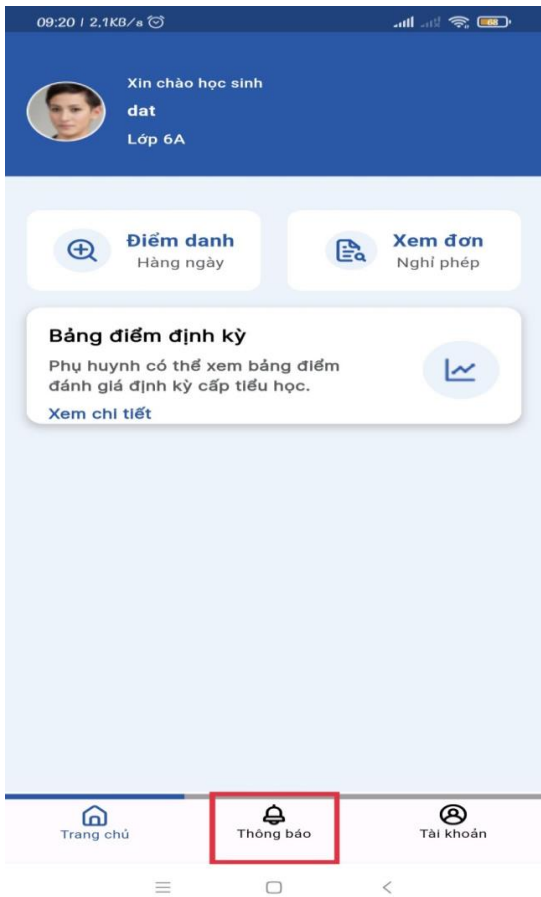 09:20 | 2,1KB/s
68
Xin chào học sinh
dat
Lớp 6A
Điểm danh
Hàng ngày
Xem đơn
Nghỉ phép
Bảng điểm định kỳ
Phụ huynh có thể xem bảng điểm
đánh giá định kỳ cấp tiểu học.
Xem chi tiết
Trang chủ
Thông báo
Tài khoản